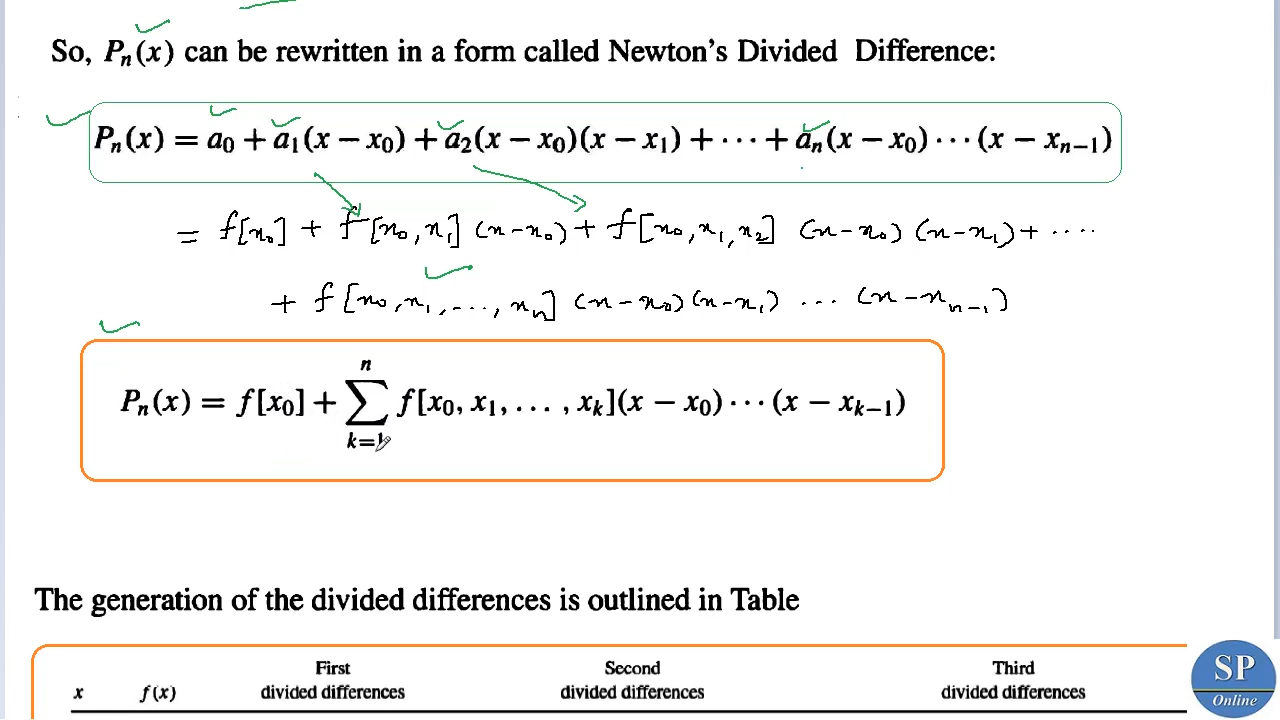 So, Pₙ(x) can be rewritten in a form called Newton's Divided Difference:
Pₙ(x) = a₀ + a₁(x − x₀) + a₂(x − x₀)(x − x₁) + ··· + aₙ(x − x₀) ··· (x − xₙ₋₁)
= f[x₀] + f[x₀, x₁] (x − x₀) + f[x₀, x₁, x₂] (x − x₀) (x − x₁) + ····
+ f[x₀, x₁, ..., xₙ] (x − x₀) (x − x₁) ... (x − xₙ₋₁)
n
Pₙ(x) = f[x₀] + ∑ f[x₀, x₁, ... , xₖ](x − x₀) ··· (x − xₖ₋₁)
k=1
The generation of the divided differences is outlined in Table
First Second Third
x f(x) divided differences divided differences divided differences
SP
Online